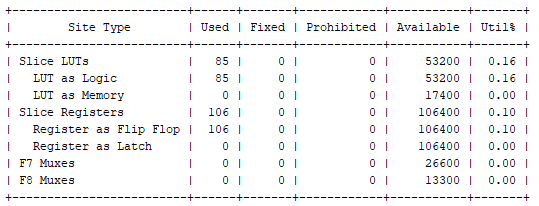 +-------------------------+------+-------+------------+-----------+-------+
|        Site Type        | Used | Fixed | Prohibited | Available | Util% |
+-------------------------+------+-------+------------+-----------+-------+
| Slice LUTs              |   85 |     0 |          0 |     53200 |  0.16 |
|   LUT as Logic          |   85 |     0 |          0 |     53200 |  0.16 |
|   LUT as Memory         |    0 |     0 |          0 |     17400 |  0.00 |
| Slice Registers         |  106 |     0 |          0 |    106400 |  0.10 |
|   Register as Flip Flop |  106 |     0 |          0 |    106400 |  0.10 |
|   Register as Latch     |    0 |     0 |          0 |    106400 |  0.00 |
| F7 Muxes                |    0 |     0 |          0 |     26600 |  0.00 |
| F8 Muxes                |    0 |     0 |          0 |     13300 |  0.00 |
+-------------------------+------+-------+------------+-----------+-------+